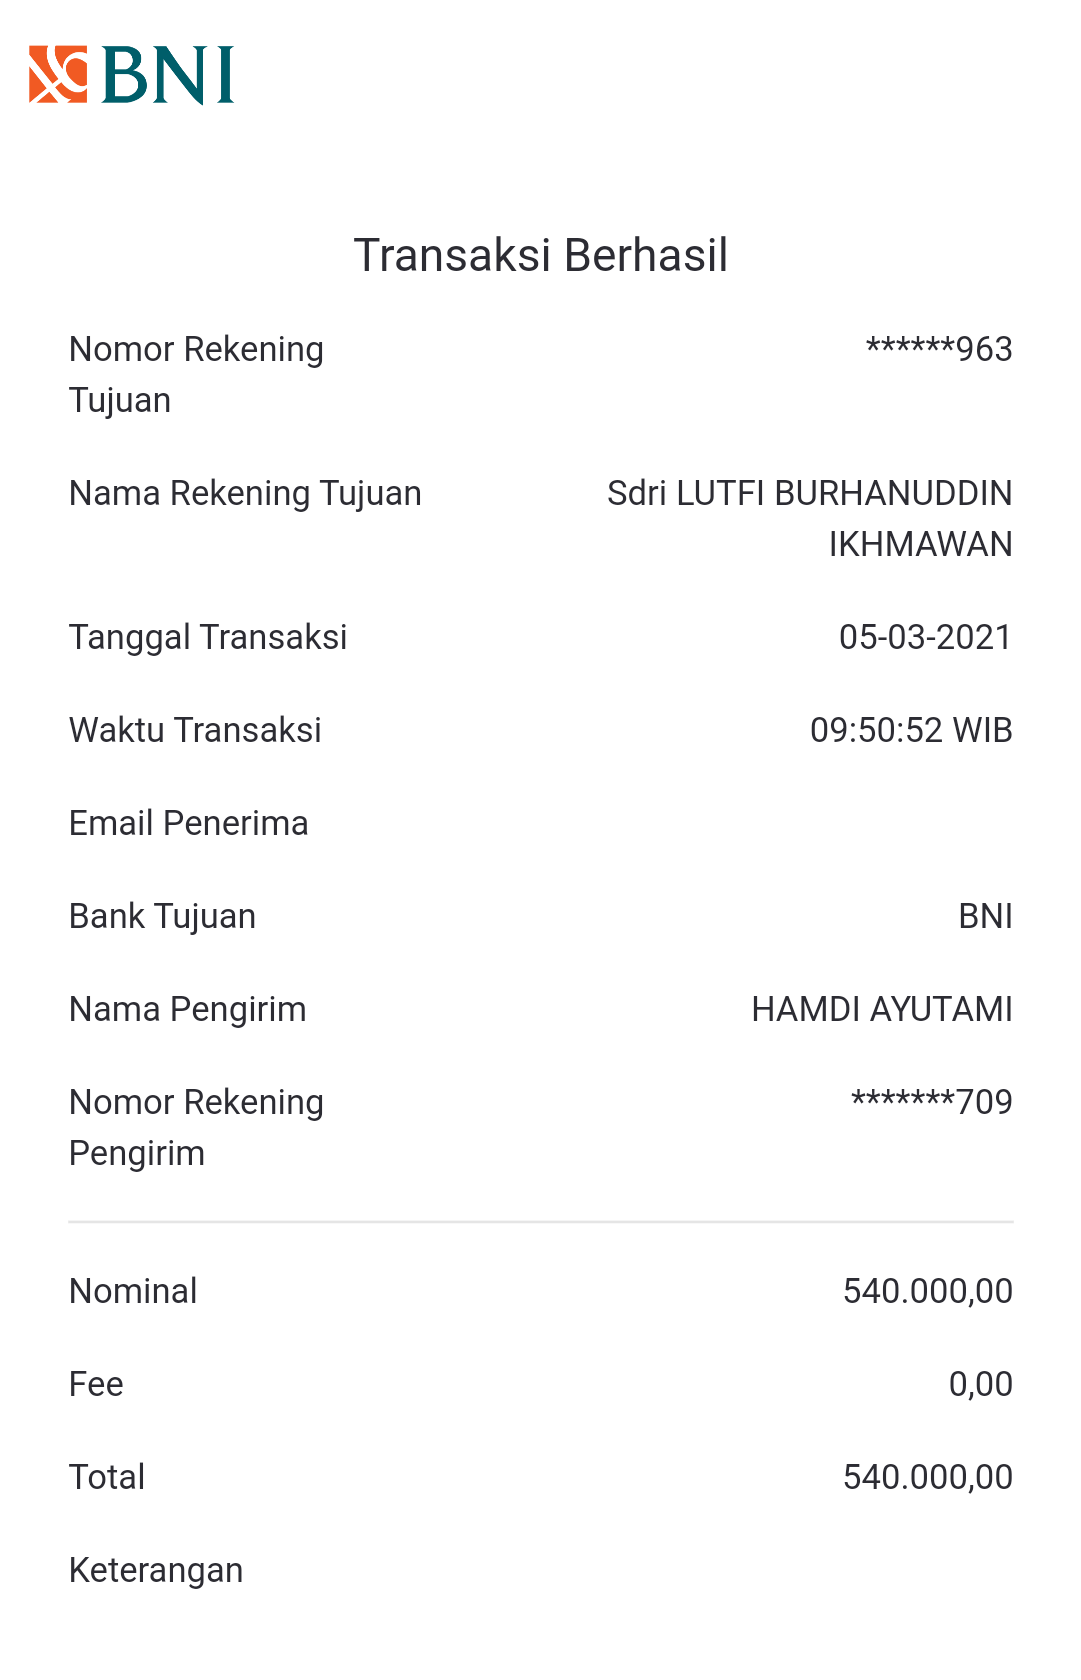 BNI
Transaksi Berhasil
Nomor Rekening Tujuan ******963
Nama Rekening Tujuan Sdri LUTFI BURHANUDDIN IKHMAWAN
Tanggal Transaksi 05-03-2021
Waktu Transaksi 09:50:52 WIB
Email Penerima
Bank Tujuan BNI
Nama Pengirim HAMDI AYUTAMI
Nomor Rekening Pengirim *******709
Nominal 540.000,00
Fee 0,00
Total 540.000,00
Keterangan